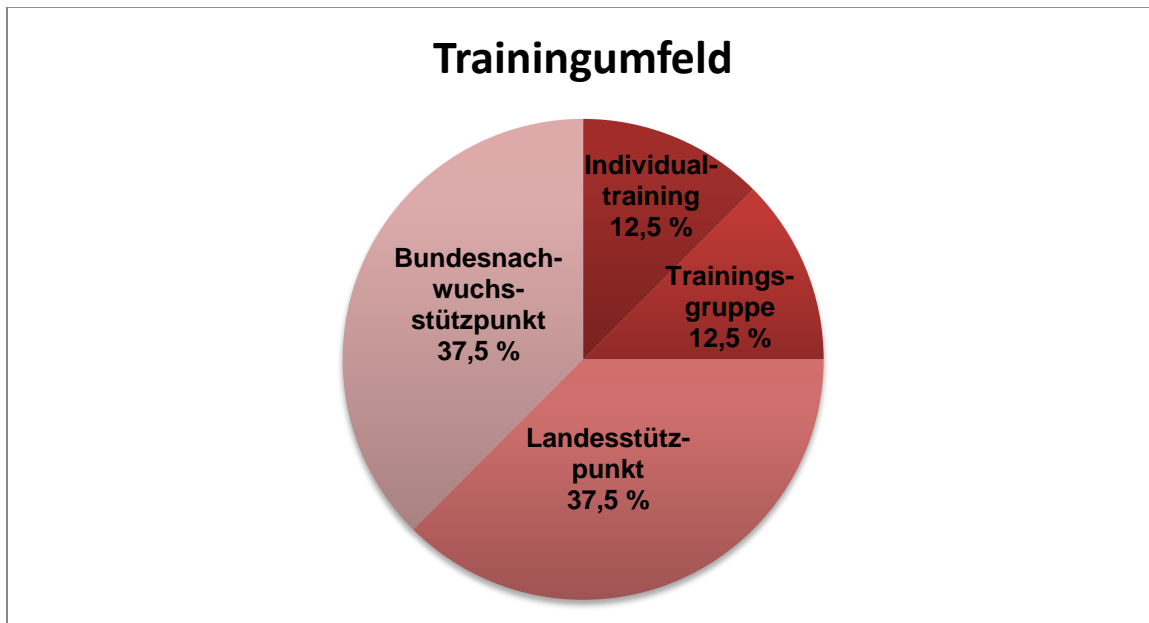 Trainingumfeld
Individual-
training
12,5 %
Trainings-
gruppe
12,5 %
Landesstütz-
punkt
37,5 %
Bundesnach-
wuchs-
stützpunkt
37,5 %